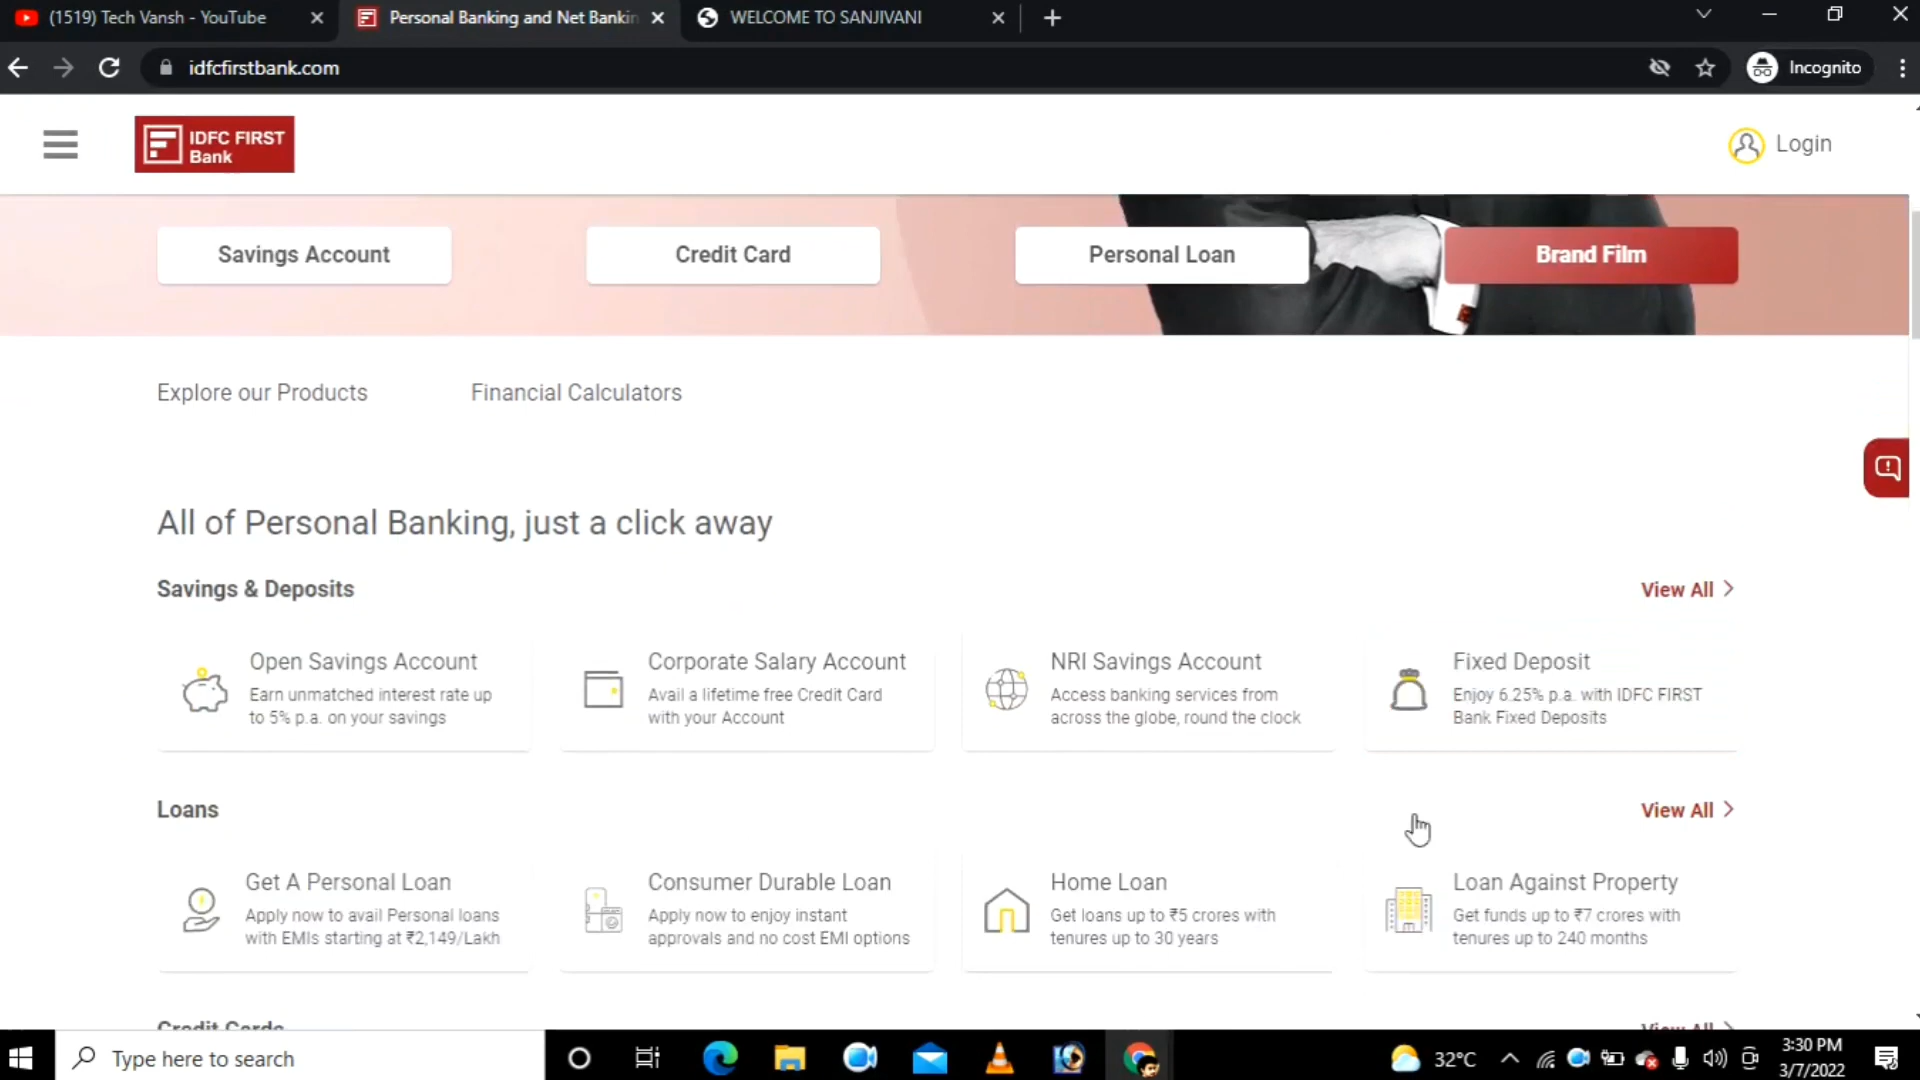 (1519) Tech Vansh - YouTube
Personal Banking and Net Bankin
WELCOME TO SANJIVANI
idfcfirstbank.com
Incognito
IDFC FIRST
Bank
Login
Savings Account
Credit Card
Personal Loan
Brand Film
Explore our Products
Financial Calculators
All of Personal Banking, just a click away
Savings & Deposits
View All
Open Savings Account
Earn unmatched interest rate up
to 5% p.a. on your savings
Corporate Salary Account
Avail a lifetime free Credit Card
with your Account
NRI Savings Account
Access banking services from
across the globe, round the clock
Fixed Deposit
Enjoy 6.25% p.a. with IDFC FIRST
Bank Fixed Deposits
Loans
View All
Get A Personal Loan
Apply now to avail Personal loans
with EMIs starting at ₹2,149/Lakh
Consumer Durable Loan
Apply now to enjoy instant
approvals and no cost EMI options
Home Loan
Get loans up to ₹5 crores with
tenures up to 30 years
Loan Against Property
Get funds up to ₹7 crores with
tenures up to 240 months
Credit Cards
View All
Type here to search
32°C
3:30 PM
3/7/2022